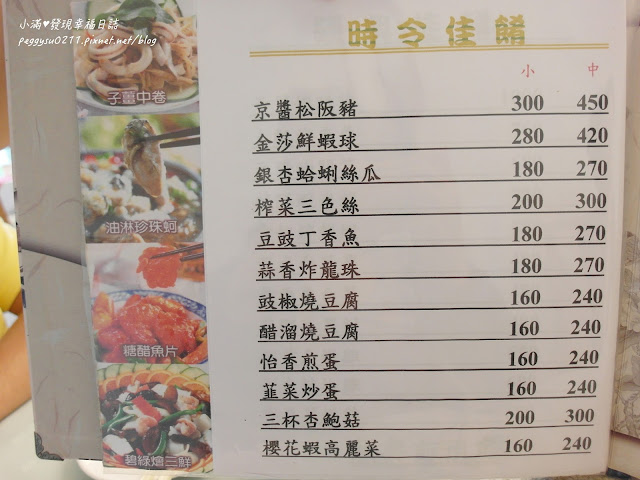 小滿♥發現幸福日誌
peggysu0211.pixnet.net/blog
時令佳餚
小 中
京醬松阪豬 300 450
金莎鮮蝦球 280 420
銀杏蛤蜊絲瓜 180 270
榨菜三色絲 200 300
豆豉丁香魚 180 270
蒜香炸龍珠 180 270
豉椒燒豆腐 160 240
醋溜燒豆腐 160 240
怡香煎蛋 160 240
韮菜炒蛋 160 240
三杯杏鮑菇 200 300
櫻花蝦高麗菜 160 240
子薑中卷
油淋珍珠蚵
糖醋魚片
碧綠燴三鮮